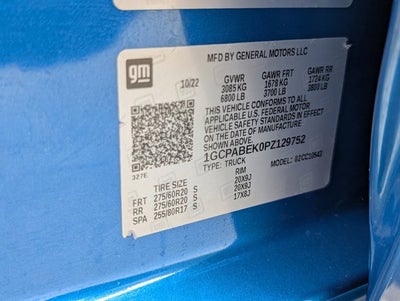 gm
MFD BY GENERAL MOTORS LLC
10/22 GVWR GAWR FRT GAWR RR
3085 KG 1678 KG 1724 KG
6800 LB 3700 LB 3800 LB
THIS VEHICLE CONFORMS TO ALL
APPLICABLE U.S. FEDERAL MOTOR
VEHICLE SAFETY STANDARDS IN EFFECT
ON THE DATE OF MANUFACTURE
SHOWN ABOVE.
1GCPABEK0PZ129752
327E TYPE: TRUCK MODEL:
TIRE SIZE RIM
FRT 275/60R20 S 20X9J
RR 275/60R20 S 20X9J
SPA 255/80R17 S 17X8J